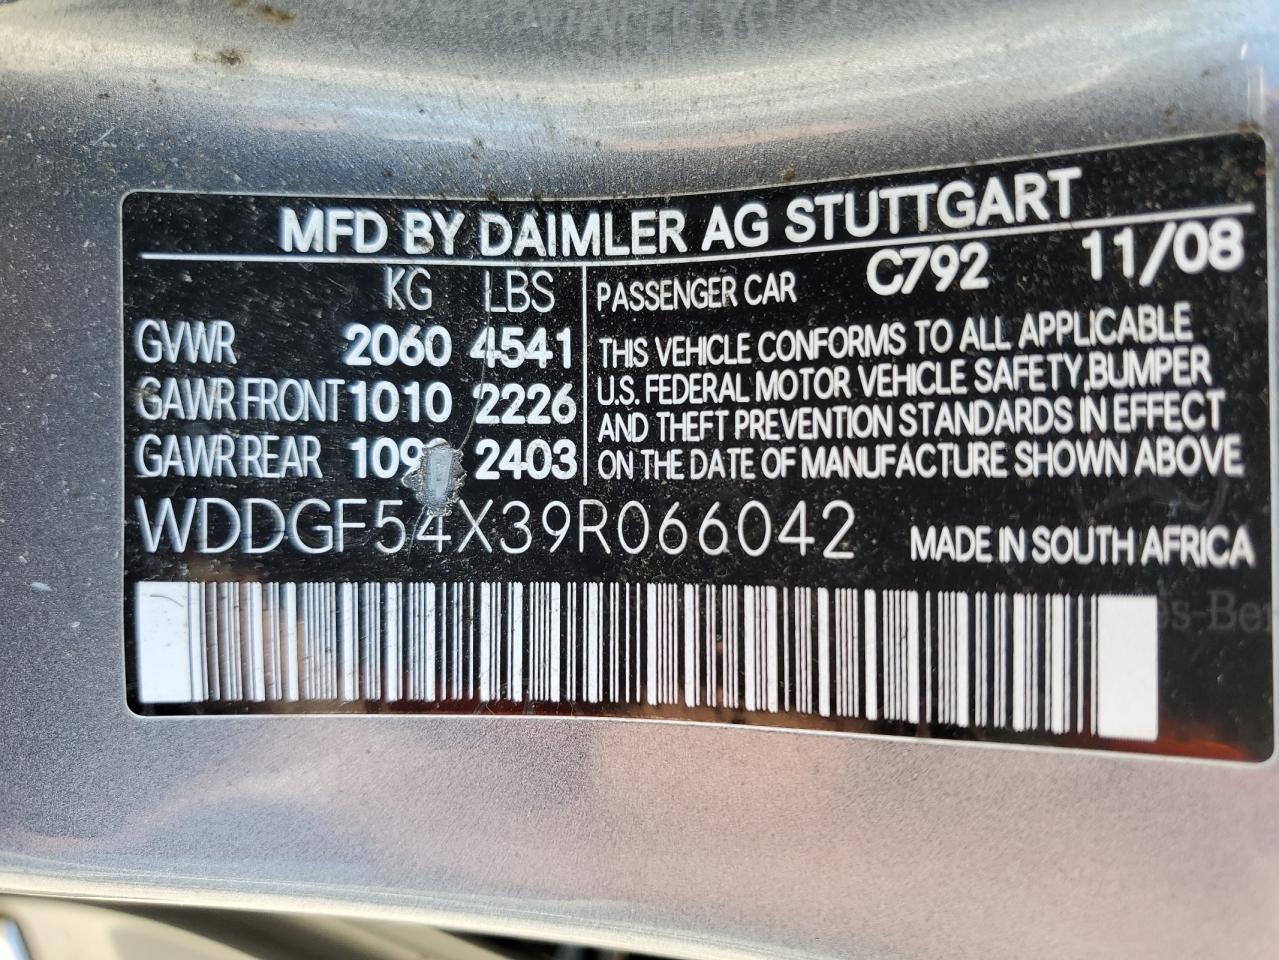 MFD BY DAIMLER AG STUTTGART
KG LBS
GVWR 2060 4541
GAWR FRONT 1010 2226
GAWR REAR 2403
PASSENGER CAR C792 11/08
THIS VEHICLE CONFORMS TO ALL APPLICABLE
U.S. FEDERAL MOTOR VEHICLE SAFETY,BUMPER
AND THEFT PREVENTION STANDARDS IN EFFECT
ON THE DATE OF MANUFACTURE SHOWN ABOVE
WDDGF54X39R066042 MADE IN SOUTH AFRICA